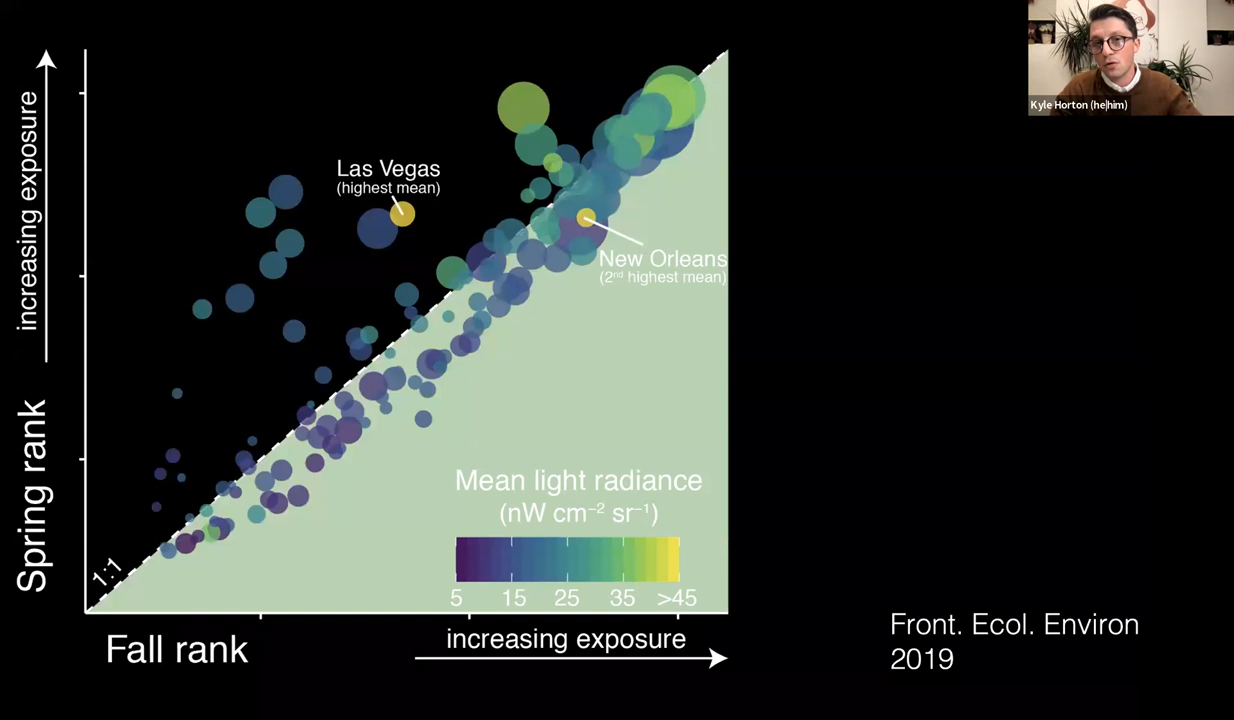 Kyle Horton (he|him)
increasing exposure
Spring rank
Las Vegas
(highest mean)
New Orleans
(2nd highest mean)
Mean light radiance
(nW cm−2 sr−1)
5 15 25 35 >45
1:1
Fall rank
increasing exposure
Front. Ecol. Environ
2019